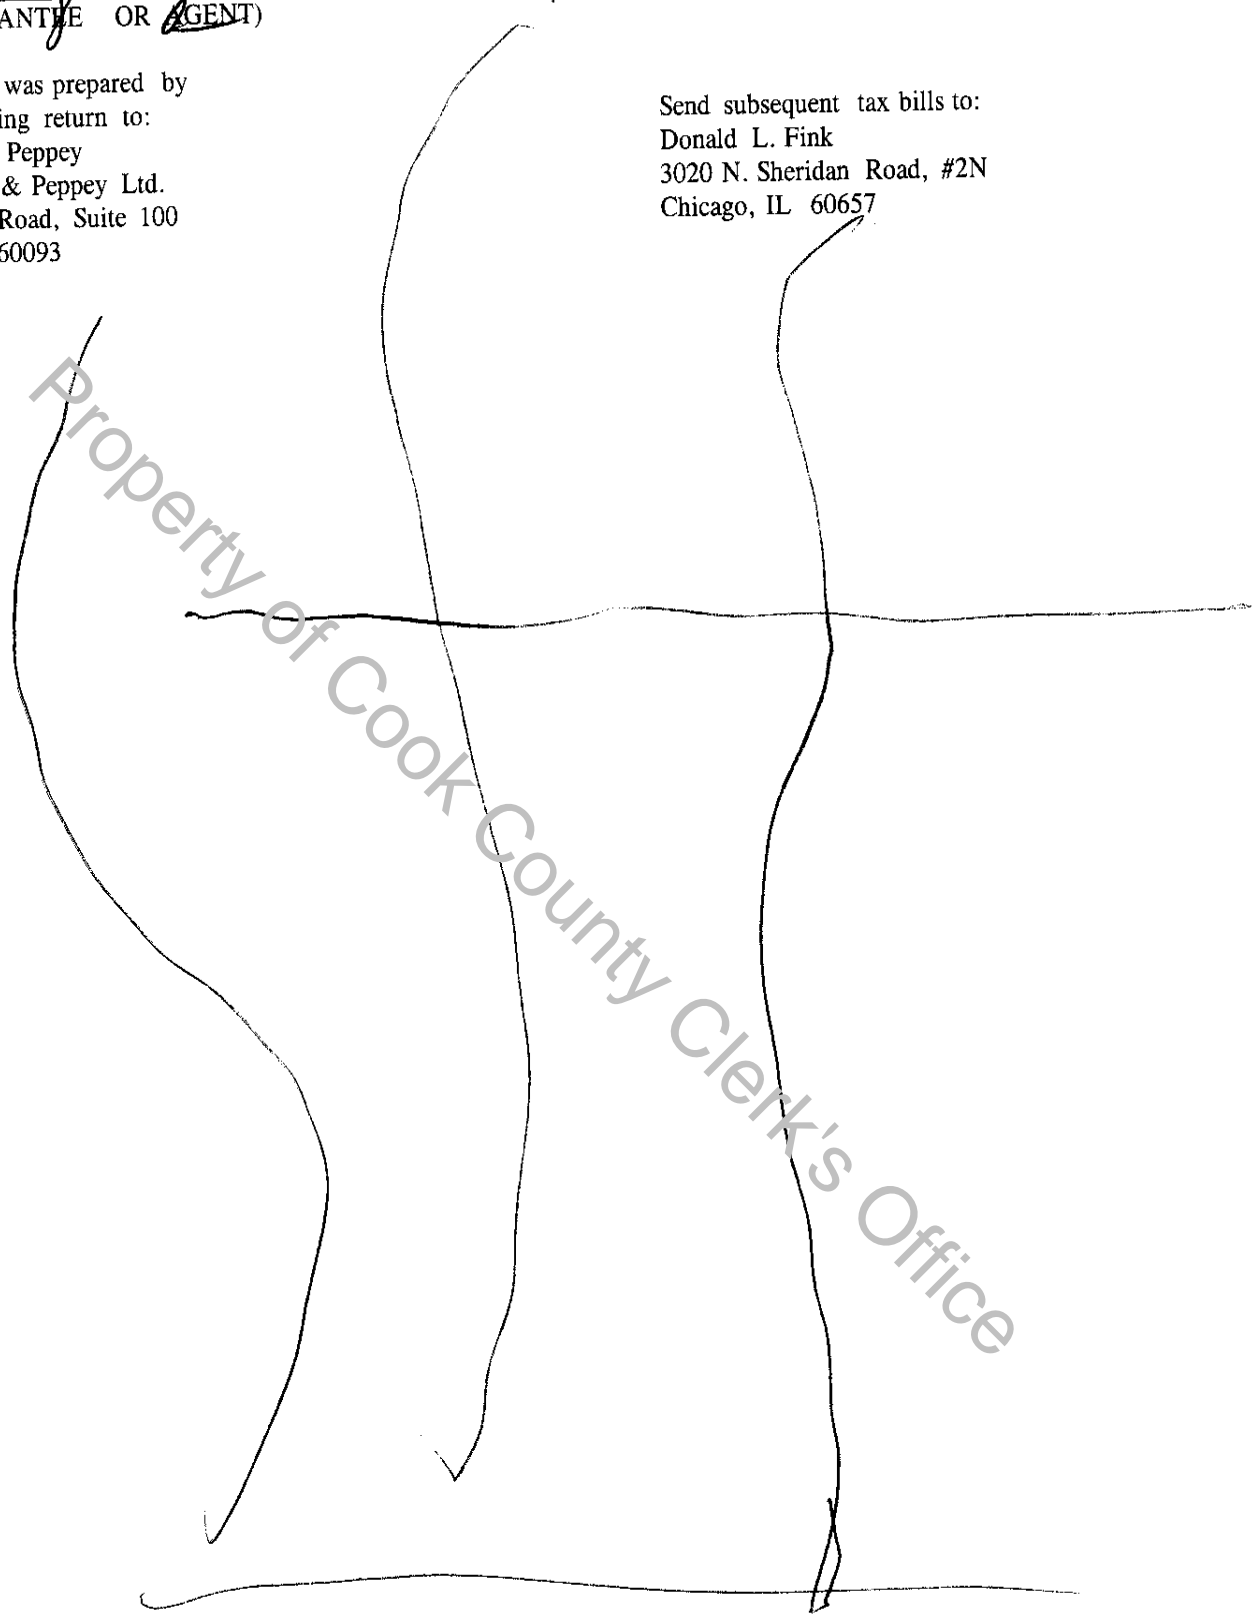 ANTEE OR AGENT)
was prepared by
ing return to:
Peppey
& Peppey Ltd.
Road, Suite 100
60093
Send subsequent tax bills to:
Donald L. Fink
3020 N. Sheridan Road, #2N
Chicago, IL 60657
Property of Cook County Clerk's Office